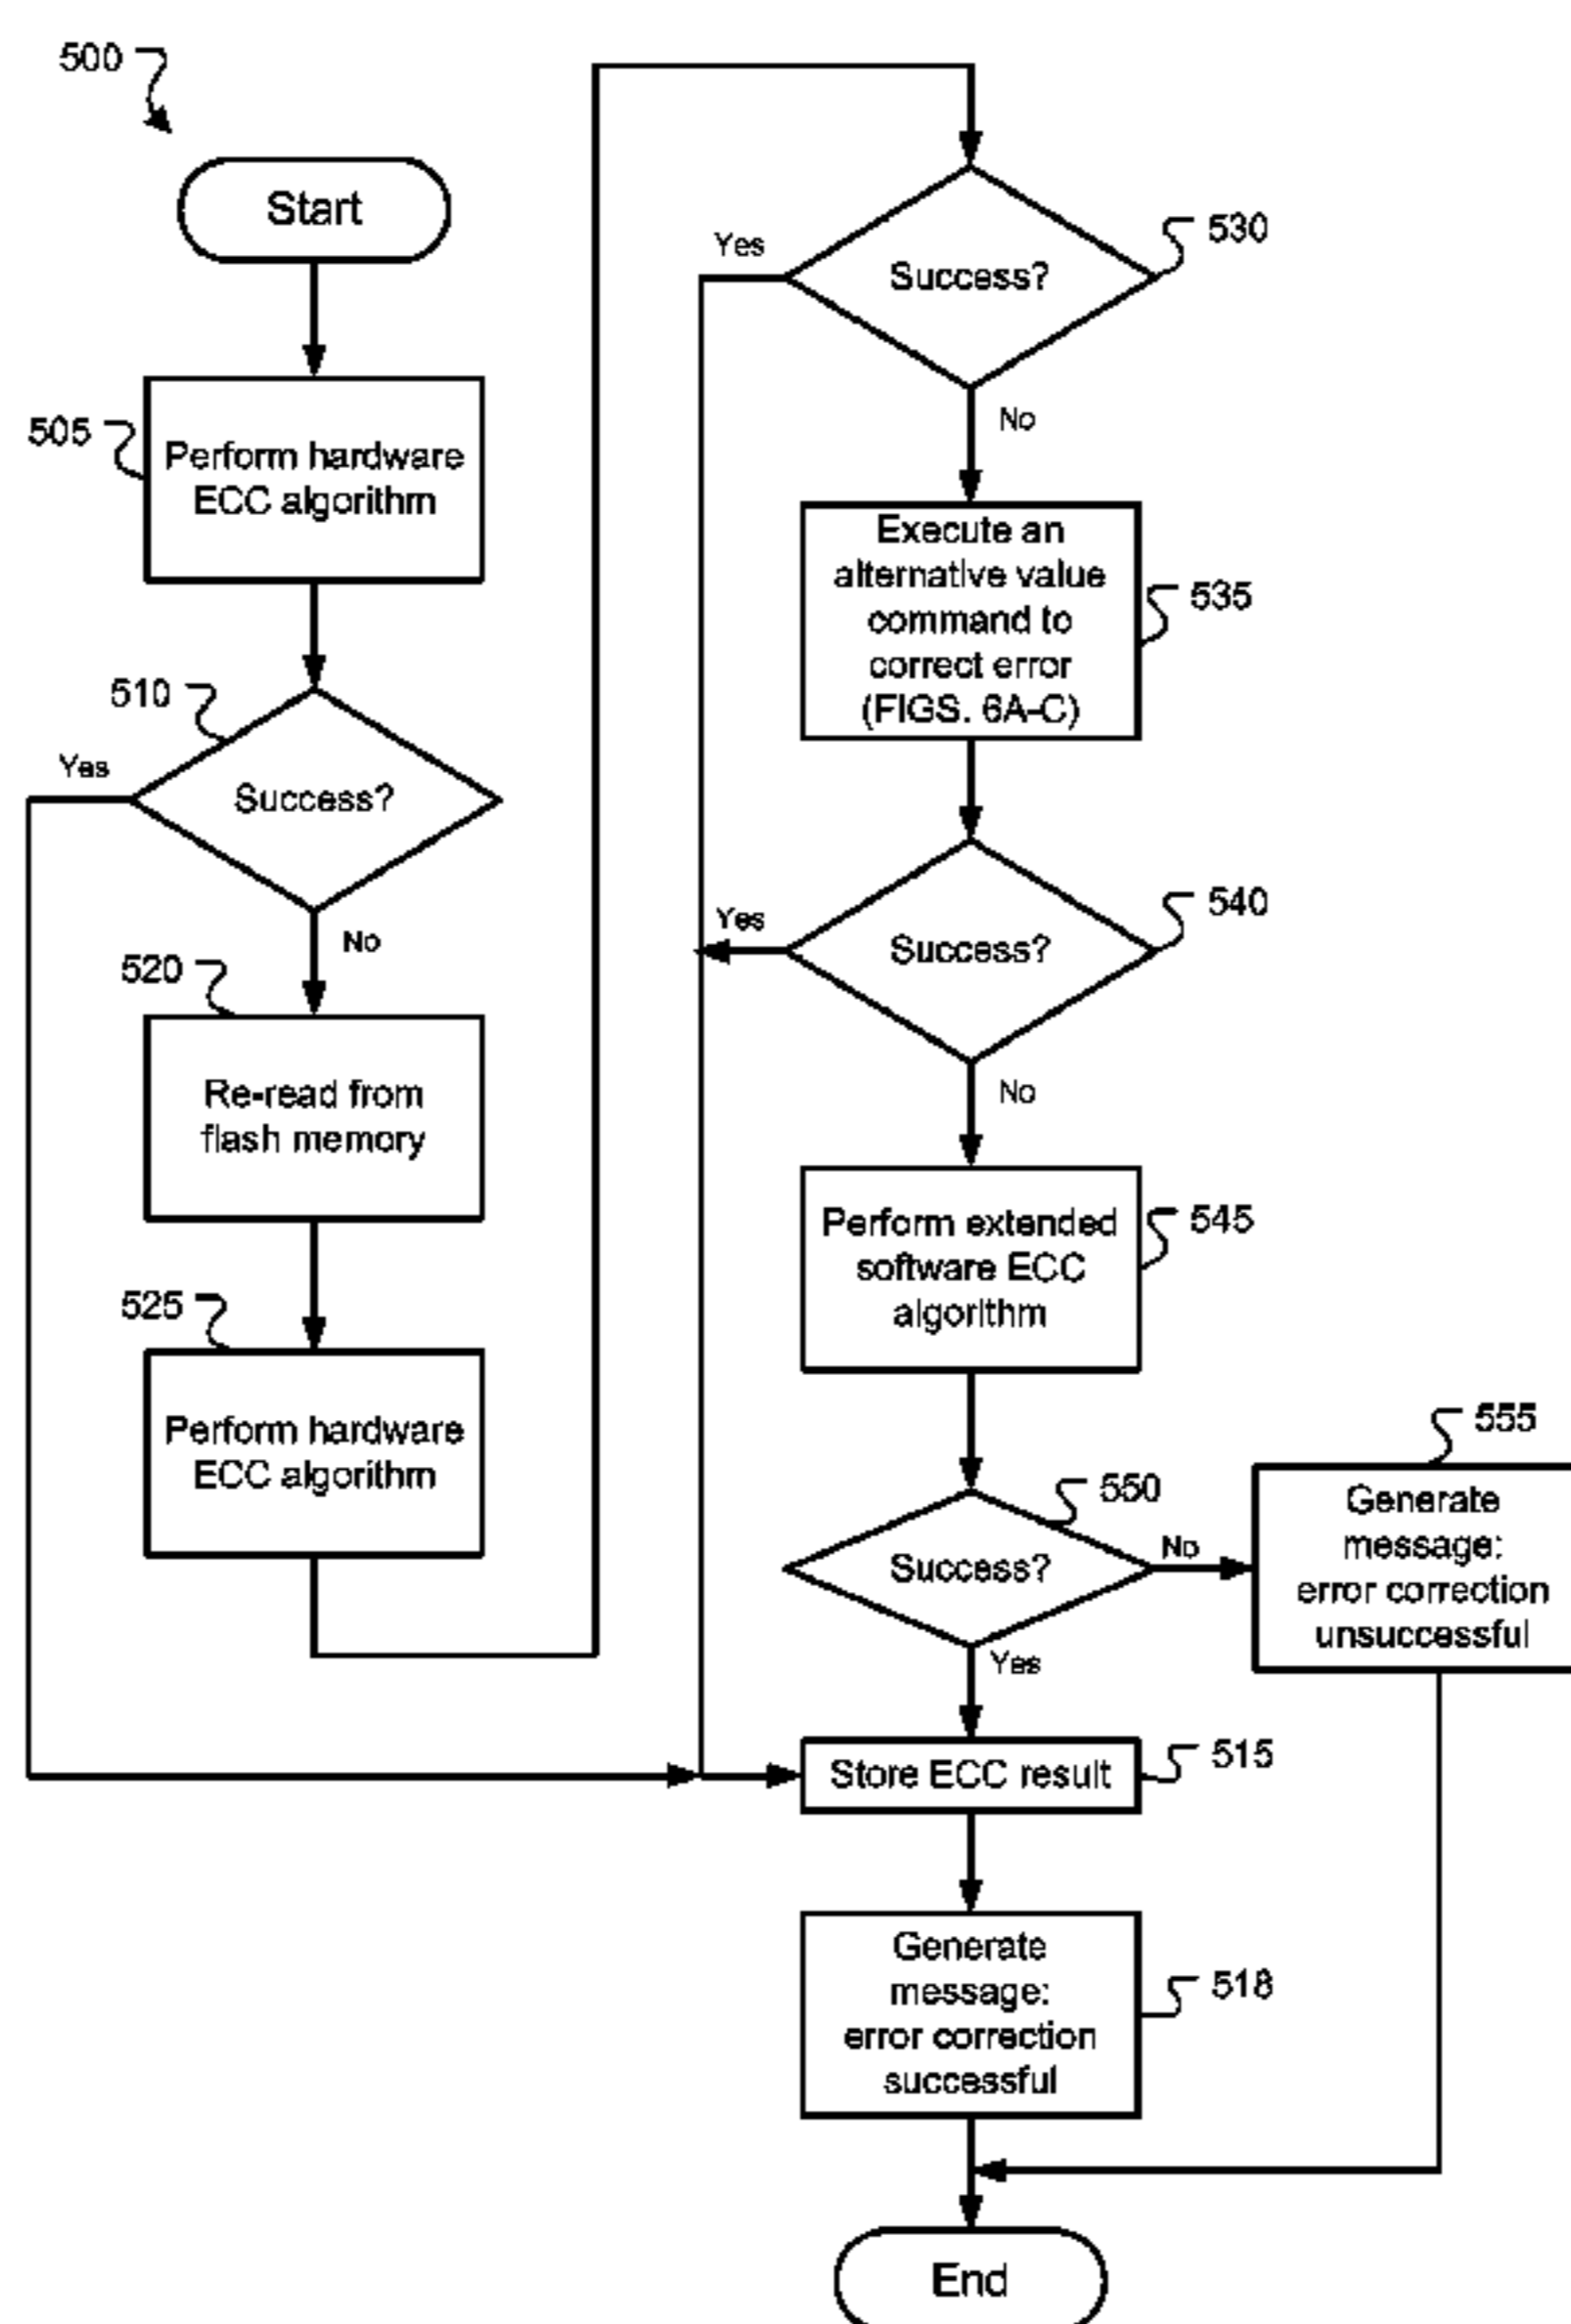 500
Start
505
Perform hardware
ECC algorithm
510
Yes
Success?
No
520
Re-read from
flash memory
525
Perform hardware
ECC algorithm
530
Yes
Success?
No
Execute an
alternative value
command to
correct error
(FIGS. 6A-C)
535
540
Yes
Success?
No
Perform extended
software ECC
algorithm
545
550
Success?
No
Yes
555
Generate
message:
error correction
unsuccessful
Store ECC result
515
Generate
message:
error correction
successful
518
End